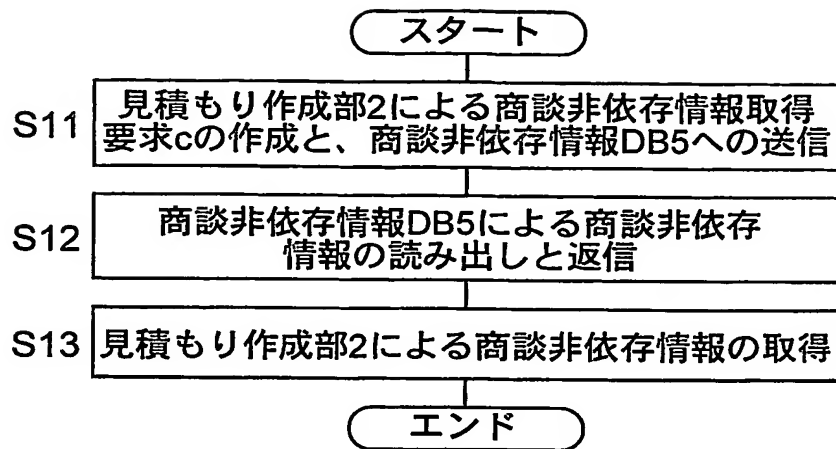 スタート
S11
見積もり作成部2による商談非依存情報取得
要求cの作成と、商談非依存情報DB5への送信
S12
商談非依存情報DB5による商談非依存
情報の読み出しと返信
S13
見積もり作成部2による商談非依存情報の取得
エンド